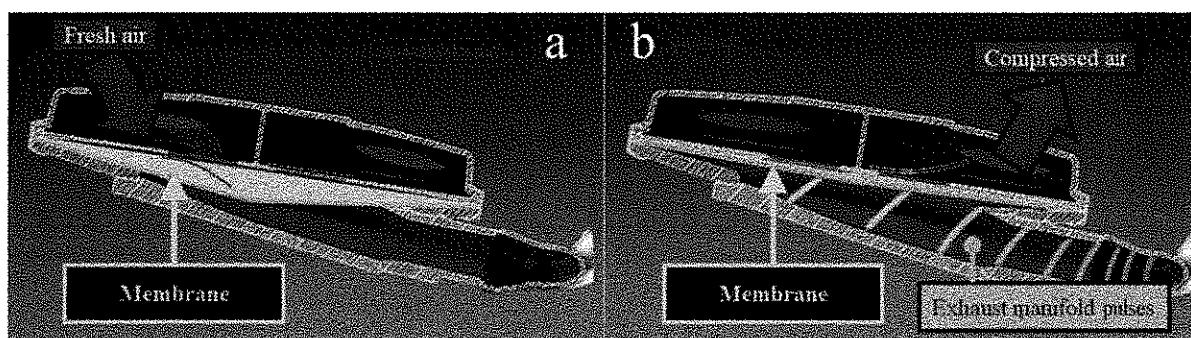 Fresh air
a
b
Compressed air
Membrane
Membrane
Exhaust manifold pulses